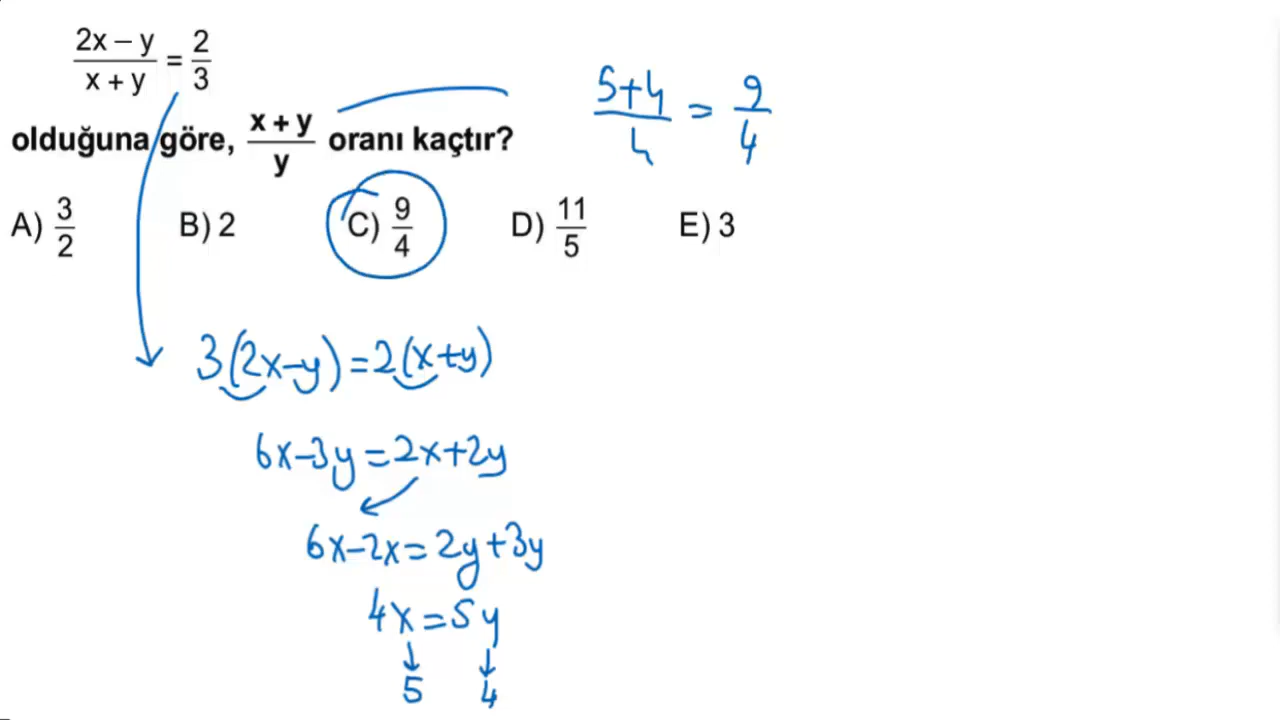 (2x − y)/(x + y) = 2/3
olduğuna göre, (x + y)/y oranı kaçtır?
A) 3/2 B) 2 C) 9/4 D) 11/5 E) 3
(5+4)/4 = 9/4
3(2x−y)=2(x+y)
6x−3y=2x+2y
6x−2x=2y+3y
4x=5y
5 4